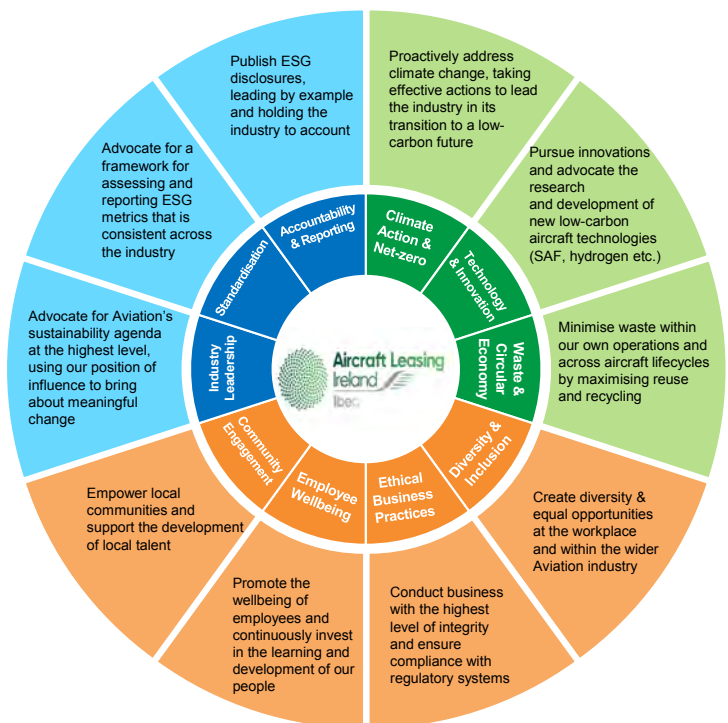 Publish ESG
disclosures,
leading by example
and holding the
industry to account
Proactively address
climate change, taking
effective actions to lead
the industry in its
transition to a low-
carbon future
Advocate for a
framework for
assessing and
reporting ESG
metrics that is
consistent across
the industry
Pursue innovations
and advocate the
research
and development of
new low-carbon
aircraft technologies
(SAF, hydrogen etc.)
Advocate for Aviation's
sustainability agenda
at the highest level,
using our position of
influence to bring
about meaningful
change
Minimise waste within
our own operations and
across aircraft lifecycles
by maximising reuse
and recycling
Empower local
communities and
support the development
of local talent
Create diversity &
equal opportunities
at the workplace
and within the wider
Aviation industry
Promote the
wellbeing of
employees and
continuously invest
in the learning and
development of our
people
Conduct business
with the highest
level of integrity
and ensure
compliance with
regulatory systems
Accountability
& Reporting
Climate
Action &
Net-zero
Standardisation
Technology
& Innovation
Industry
Leadership
Waste &
Circular
Economy
Community
Engagement
Diversity &
Inclusion
Employee
Wellbeing
Ethical
Business
Practices
Aircraft Leasing
Ireland
Ibec